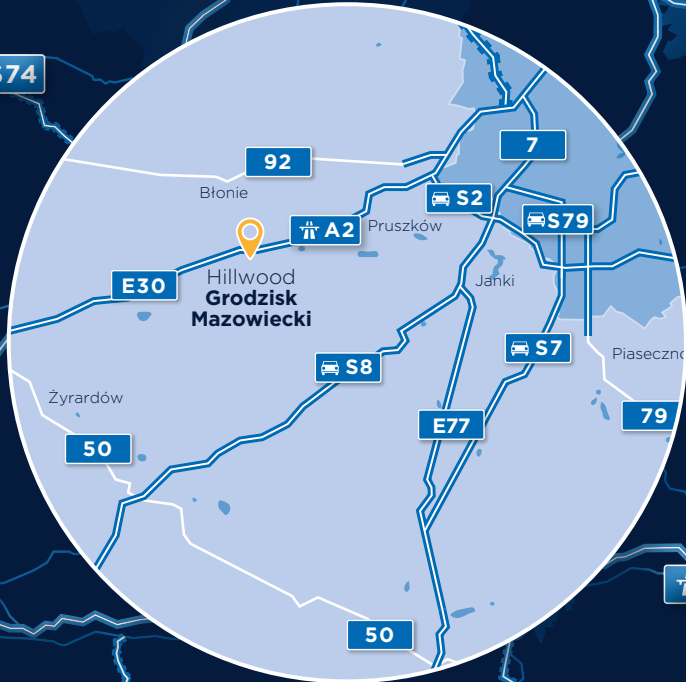 S74
7
92
Błonie
S2
S79
A2
Pruszków
Hillwood
Grodzisk
Mazowiecki
E30
Janki
S7
Piaseczno
S8
Żyrardów
79
E77
50
50